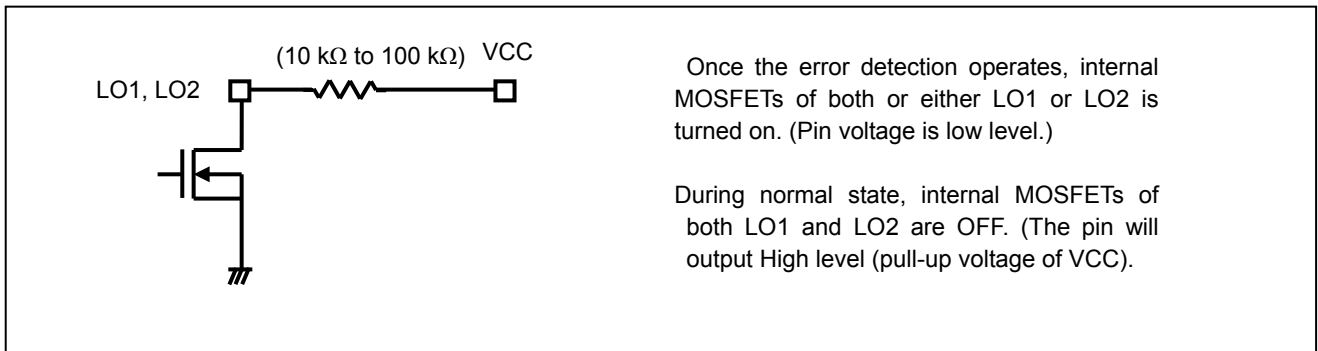 (10 kΩ to 100 kΩ) VCC
LO1, LO2
Once the error detection operates, internal
MOSFETs of both or either LO1 or LO2 is
turned on. (Pin voltage is low level.)
During normal state, internal MOSFETs of
both LO1 and LO2 are OFF. (The pin will
output High level (pull-up voltage of VCC).